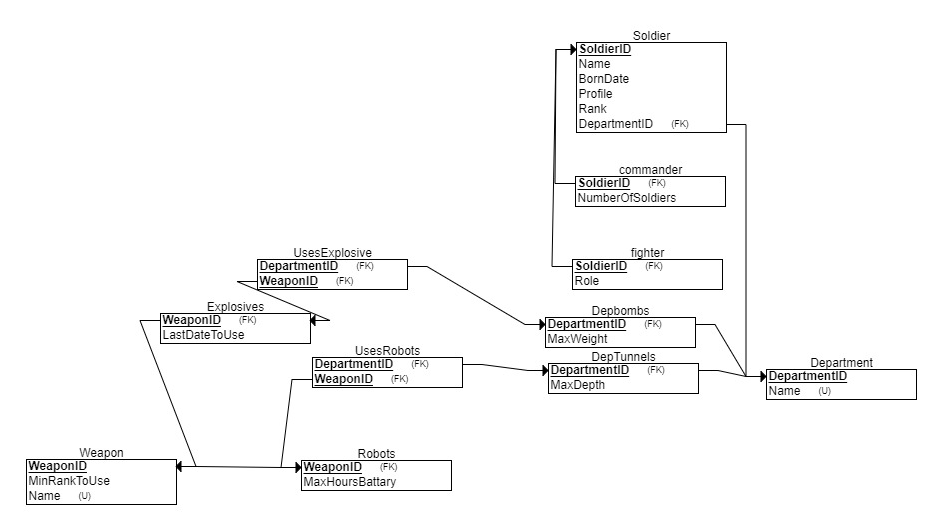 Soldier
SoldierID
Name
BornDate
Profile
Rank
DepartmentID (FK)
commander
SoldierID (FK)
NumberOfSoldiers
fighter
SoldierID (FK)
Role
UsesExplosive
DepartmentID (FK)
WeaponID (FK)
Explosives
WeaponID (FK)
LastDateToUse
Depbombs
DepartmentID (FK)
MaxWeight
UsesRobots
DepartmentID (FK)
WeaponID (FK)
DepTunnels
DepartmentID (FK)
MaxDepth
Department
DepartmentID
Name (U)
Weapon
WeaponID
MinRankToUse
Name (U)
Robots
WeaponID (FK)
MaxHoursBattary